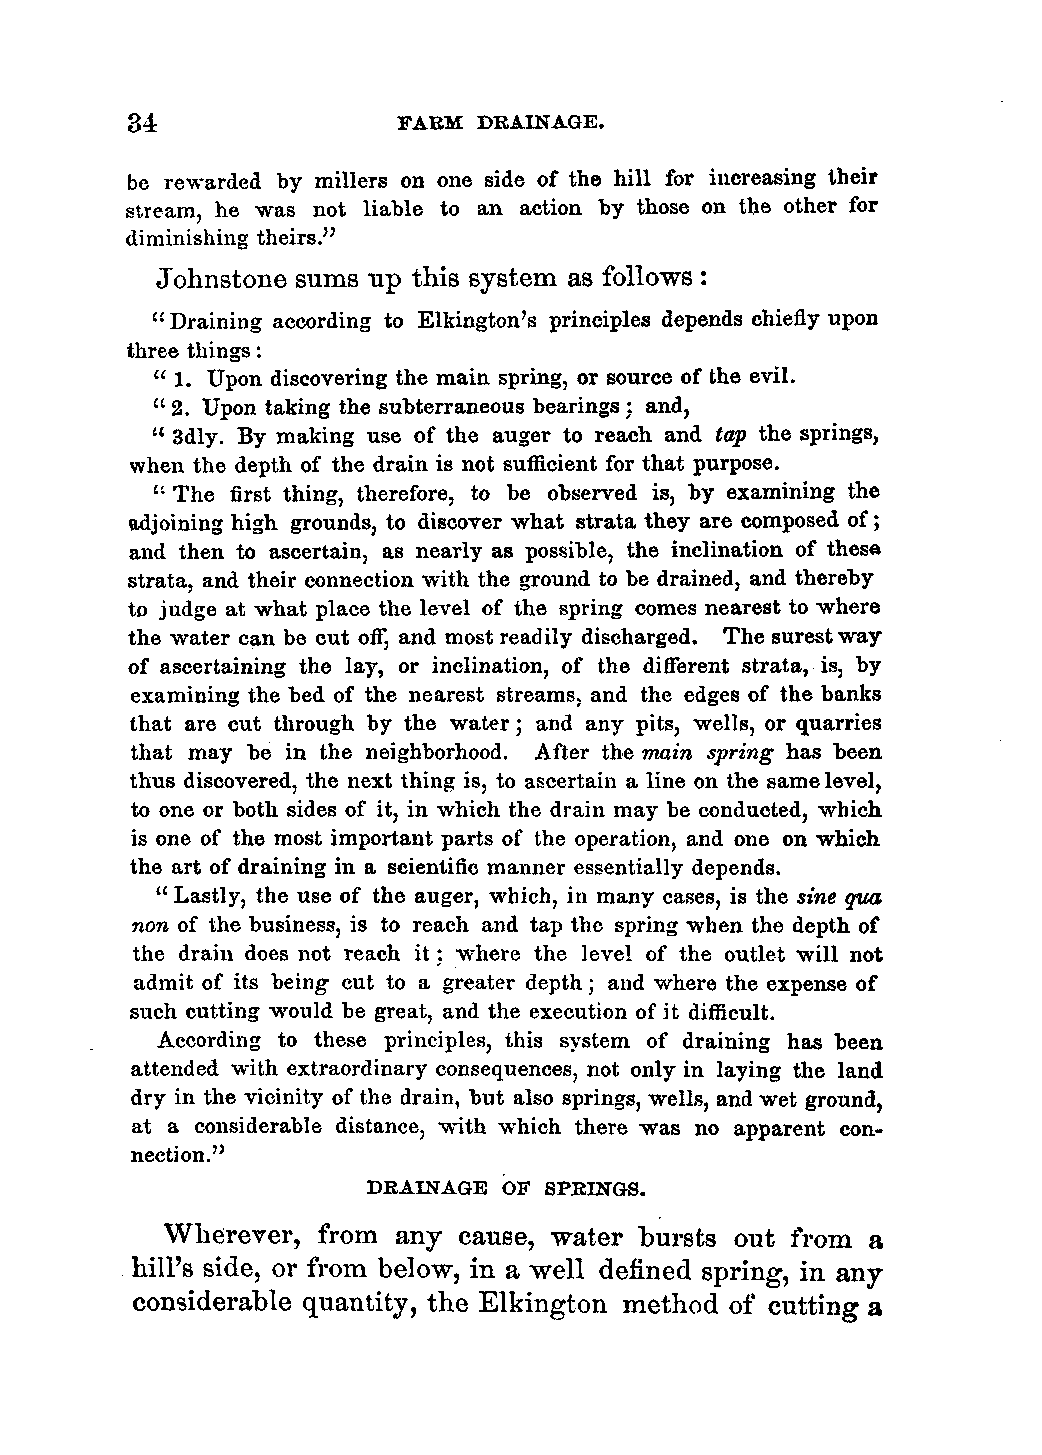 34 FARM DRAINAGE.
be rewarded by millers on one side of the hill for increasing their
stream, he was not liable to an action by those on the other for
diminishing theirs."
Johnstone sums up this system as follows:
"Draining according to Elkington's principles depends chiefly upon
three things:
"1. Upon discovering the main spring, or source of the evil.
"2. Upon taking the subterraneous bearings; and,
"3dly. By making use of the auger to reach and tap the springs,
when the depth of the drain is not sufficient for that purpose.
"The first thing, therefore, to be observed is, by examining the
adjoining high grounds, to discover what strata they are composed of;
and then to ascertain, as nearly as possible, the inclination of these
strata, and their connection with the ground to be drained, and thereby
to judge at what place the level of the spring comes nearest to where
the water can be cut off, and most readily discharged. The surest way
of ascertaining the lay, or inclination, of the different strata, is, by
examining the bed of the nearest streams, and the edges of the banks
that are cut through by the water; and any pits, wells, or quarries
that may be in the neighborhood. After the main spring has been
thus discovered, the next thing is, to ascertain a line on the same level,
to one or both sides of it, in which the drain may be conducted, which
is one of the most important parts of the operation, and one on which
the art of draining in a scientific manner essentially depends.
"Lastly, the use of the auger, which, in many cases, is the sine qua
non of the business, is to reach and tap the spring when the depth of
the drain does not reach it; where the level of the outlet will not
admit of its being cut to a greater depth; and where the expense of
such cutting would be great, and the execution of it difficult.
According to these principles, this system of draining has been
attended with extraordinary consequences, not only in laying the land
dry in the vicinity of the drain, but also springs, wells, and wet ground,
at a considerable distance, with which there was no apparent con-
nection."
DRAINAGE OF SPRINGS.
Wherever, from any cause, water bursts out from a
hill's side, or from below, in a well defined spring, in any
considerable quantity, the Elkington method of cutting a